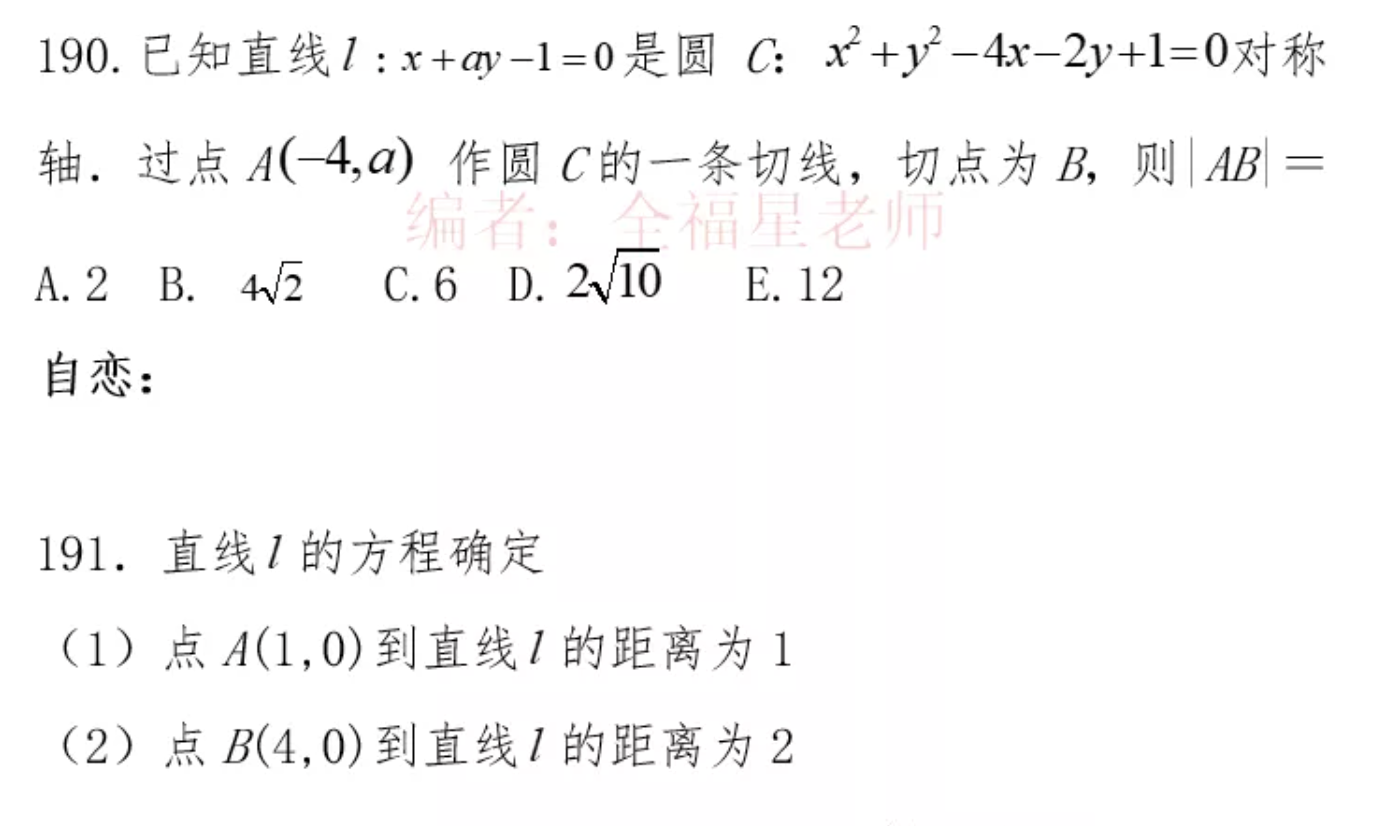 190. 已知直线 l : x + ay − 1 = 0 是圆 C： x² + y² − 4x − 2y + 1 = 0 对称
轴．过点 A(−4, a) 作圆 C 的一条切线，切点为 B，则|AB|＝
编者：全福星老师
A. 2 B. 4√2 C. 6 D. 2√10 E. 12
自恋：
191．直线 l 的方程确定
（1）点 A(1,0) 到直线 l 的距离为 1
（2）点 B(4,0) 到直线 l 的距离为 2